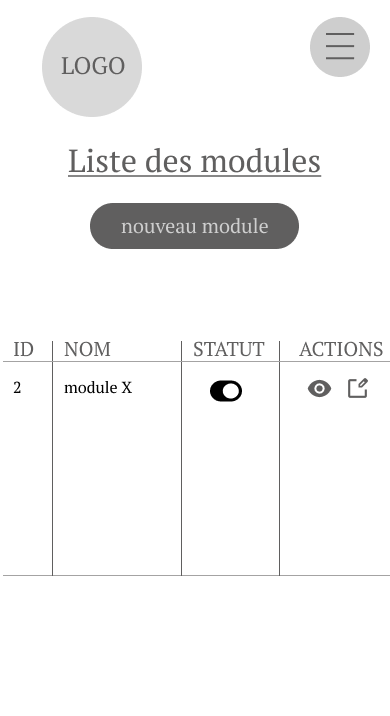 LOGO
Liste des modules
nouveau module
ID NOM STATUT ACTIONS
2 module X